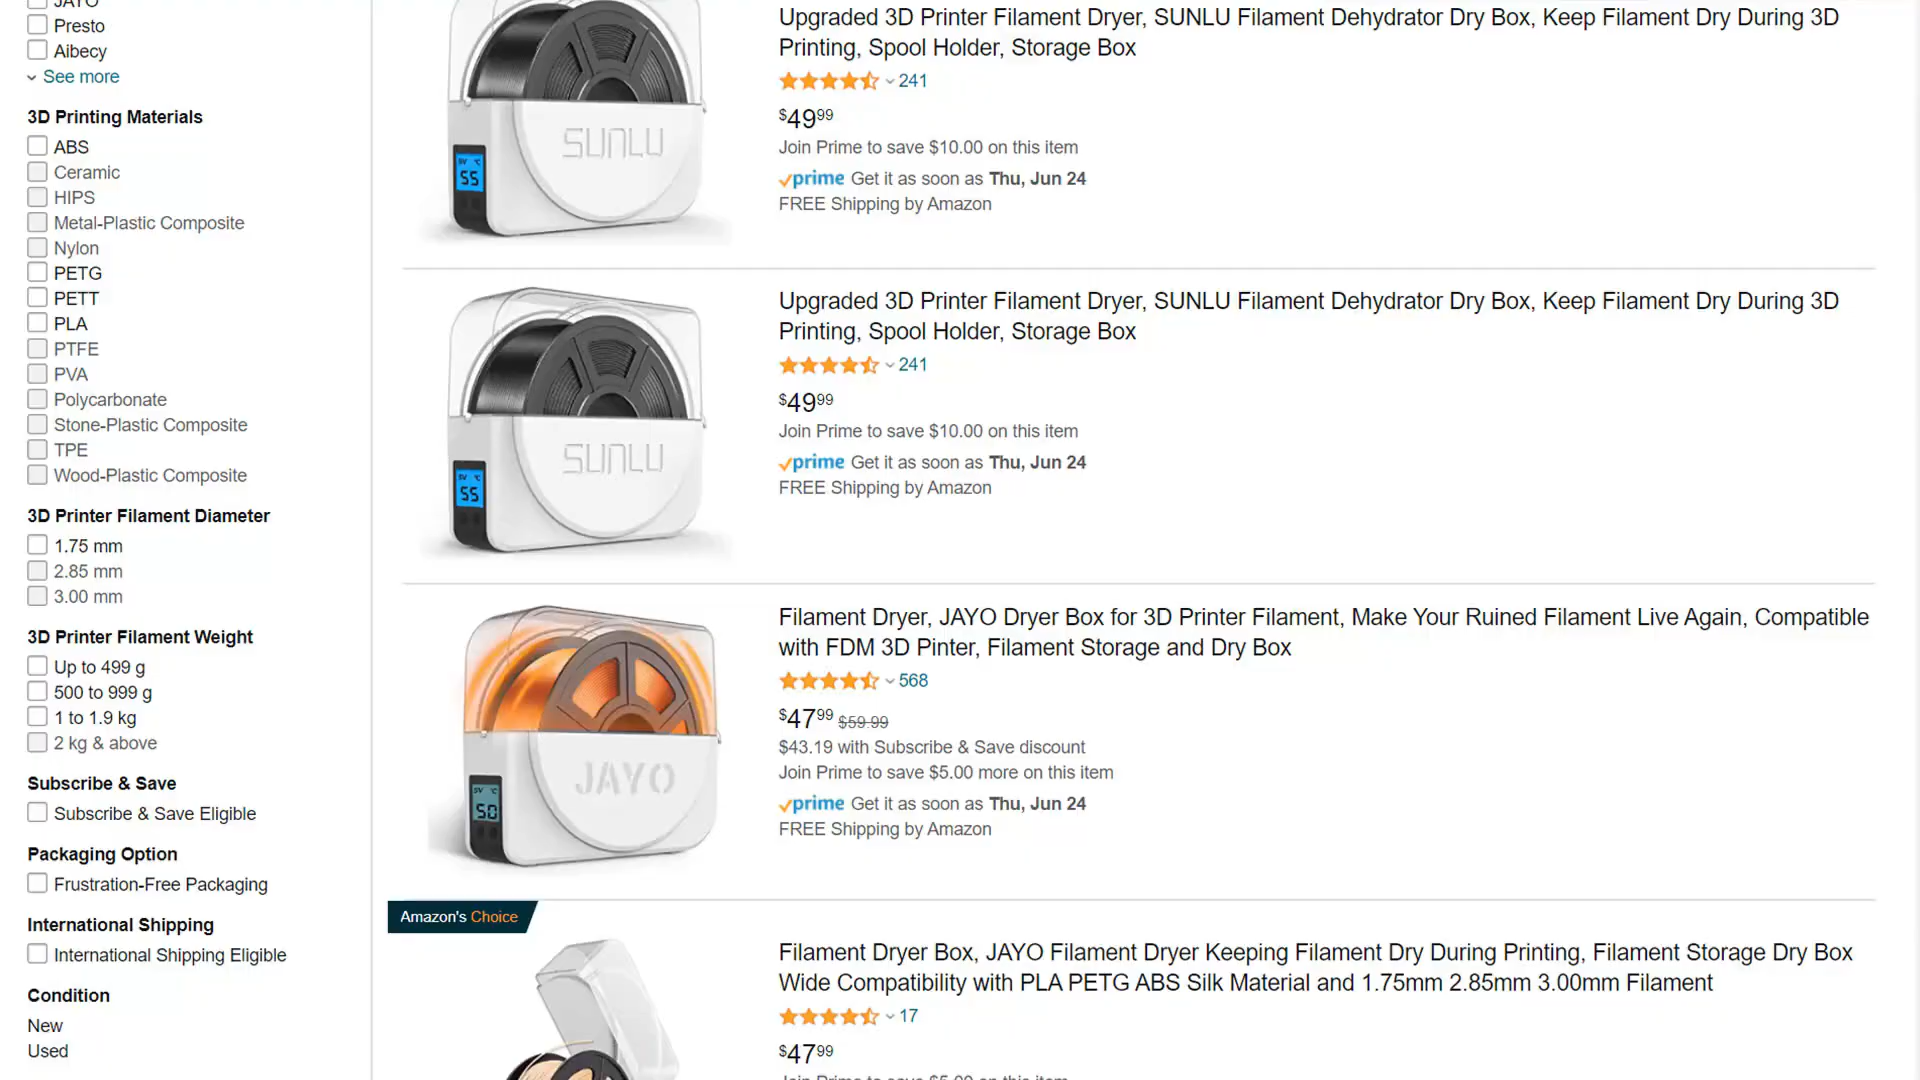 JAYO
Presto
Aibecy
See more
3D Printing Materials
ABS
Ceramic
HIPS
Metal-Plastic Composite
Nylon
PETG
PETT
PLA
PTFE
PVA
Polycarbonate
Stone-Plastic Composite
TPE
Wood-Plastic Composite
3D Printer Filament Diameter
1.75 mm
2.85 mm
3.00 mm
3D Printer Filament Weight
Up to 499 g
500 to 999 g
1 to 1.9 kg
2 kg & above
Subscribe & Save
Subscribe & Save Eligible
Packaging Option
Frustration-Free Packaging
International Shipping
International Shipping Eligible
Condition
New
Used
SUNLU
55
Upgraded 3D Printer Filament Dryer, SUNLU Filament Dehydrator Dry Box, Keep Filament Dry During 3D
Printing, Spool Holder, Storage Box
241
$4999
Join Prime to save $10.00 on this item
prime Get it as soon as Thu, Jun 24
FREE Shipping by Amazon
SUNLU
55
Upgraded 3D Printer Filament Dryer, SUNLU Filament Dehydrator Dry Box, Keep Filament Dry During 3D
Printing, Spool Holder, Storage Box
241
$4999
Join Prime to save $10.00 on this item
prime Get it as soon as Thu, Jun 24
FREE Shipping by Amazon
JAYO
50
Filament Dryer, JAYO Dryer Box for 3D Printer Filament, Make Your Ruined Filament Live Again, Compatible
with FDM 3D Pinter, Filament Storage and Dry Box
568
$4799 $59.99
$43.19 with Subscribe & Save discount
Join Prime to save $5.00 more on this item
prime Get it as soon as Thu, Jun 24
FREE Shipping by Amazon
Amazon's Choice
Filament Dryer Box, JAYO Filament Dryer Keeping Filament Dry During Printing, Filament Storage Dry Box
Wide Compatibility with PLA PETG ABS Silk Material and 1.75mm 2.85mm 3.00mm Filament
17
$4799
Join Prime to save $5.00 on this item